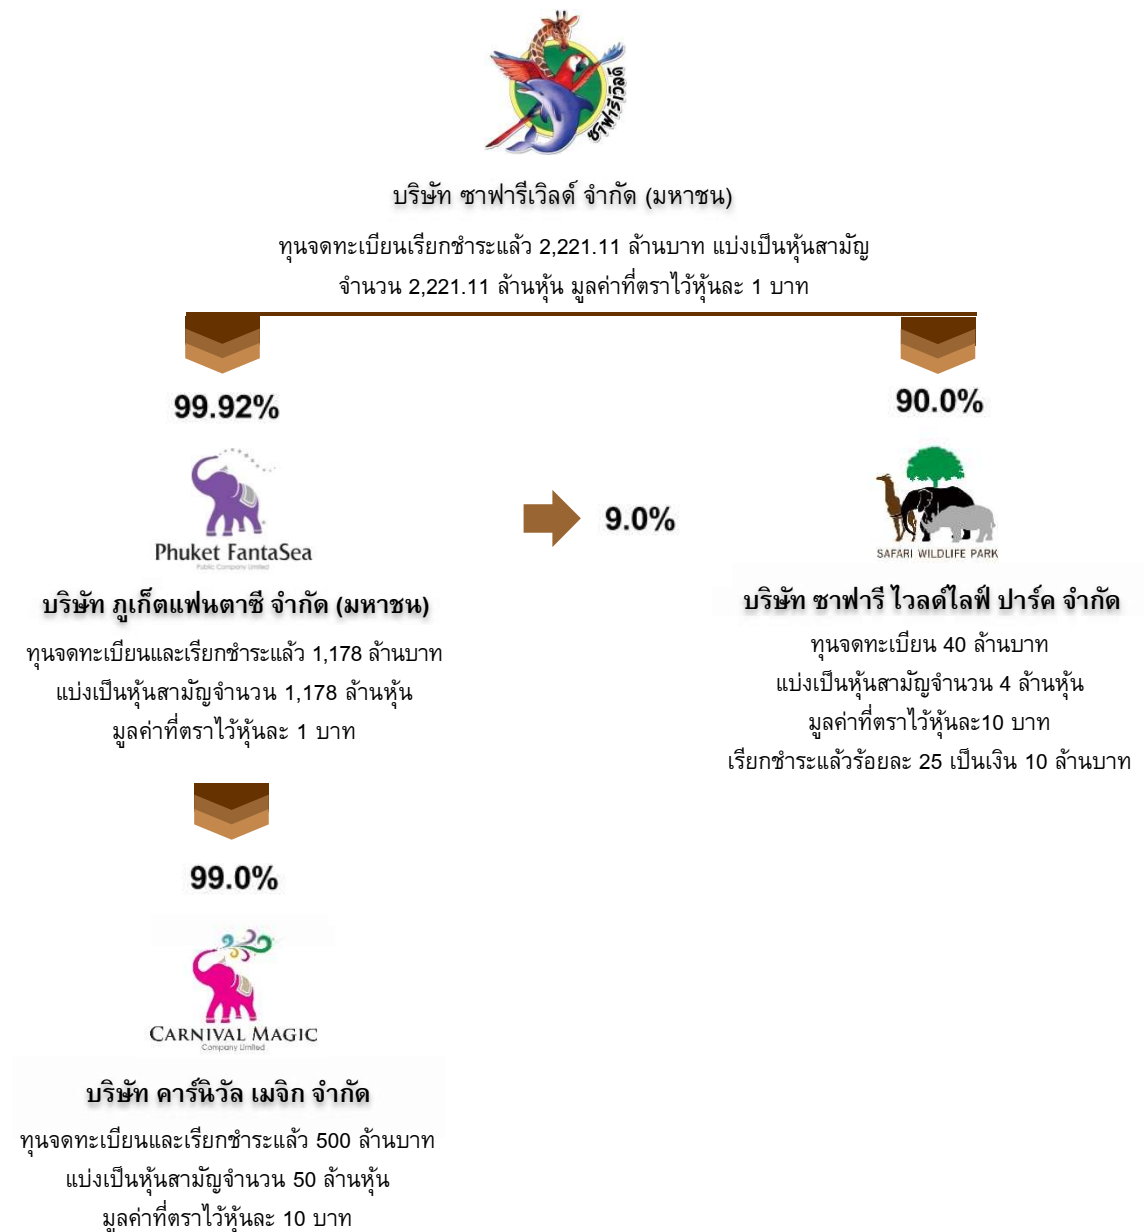 ซาฟารีเวิลด์
บริษัท ซาฟารีเวิลด์ จำกัด (มหาชน)
ทุนจดทะเบียนเรียกชำระแล้ว 2,221.11 ล้านบาท แบ่งเป็นหุ้นสามัญ
จำนวน 2,221.11 ล้านหุ้น มูลค่าที่ตราไว้หุ้นละ 1 บาท
99.92%
Phuket FantaSea
Public Company Limited
บริษัท ภูเก็ตแฟนตาซี จำกัด (มหาชน)
ทุนจดทะเบียนและเรียกชำระแล้ว 1,178 ล้านบาท
แบ่งเป็นหุ้นสามัญจำนวน 1,178 ล้านหุ้น
มูลค่าที่ตราไว้หุ้นละ 1 บาท
9.0%
90.0%
SAFARI WILDLIFE PARK
บริษัท ซาฟารี ไวลด์ไลฟ์ ปาร์ค จำกัด
ทุนจดทะเบียน 40 ล้านบาท
แบ่งเป็นหุ้นสามัญจำนวน 4 ล้านหุ้น
มูลค่าที่ตราไว้หุ้นละ10 บาท
เรียกชำระแล้วร้อยละ 25 เป็นเงิน 10 ล้านบาท
99.0%
CARNIVAL MAGIC
Company Limited
บริษัท คาร์นิวัล เมจิก จำกัด
ทุนจดทะเบียนและเรียกชำระแล้ว 500 ล้านบาท
แบ่งเป็นหุ้นสามัญจำนวน 50 ล้านหุ้น
มูลค่าที่ตราไว้หุ้นละ 10 บาท